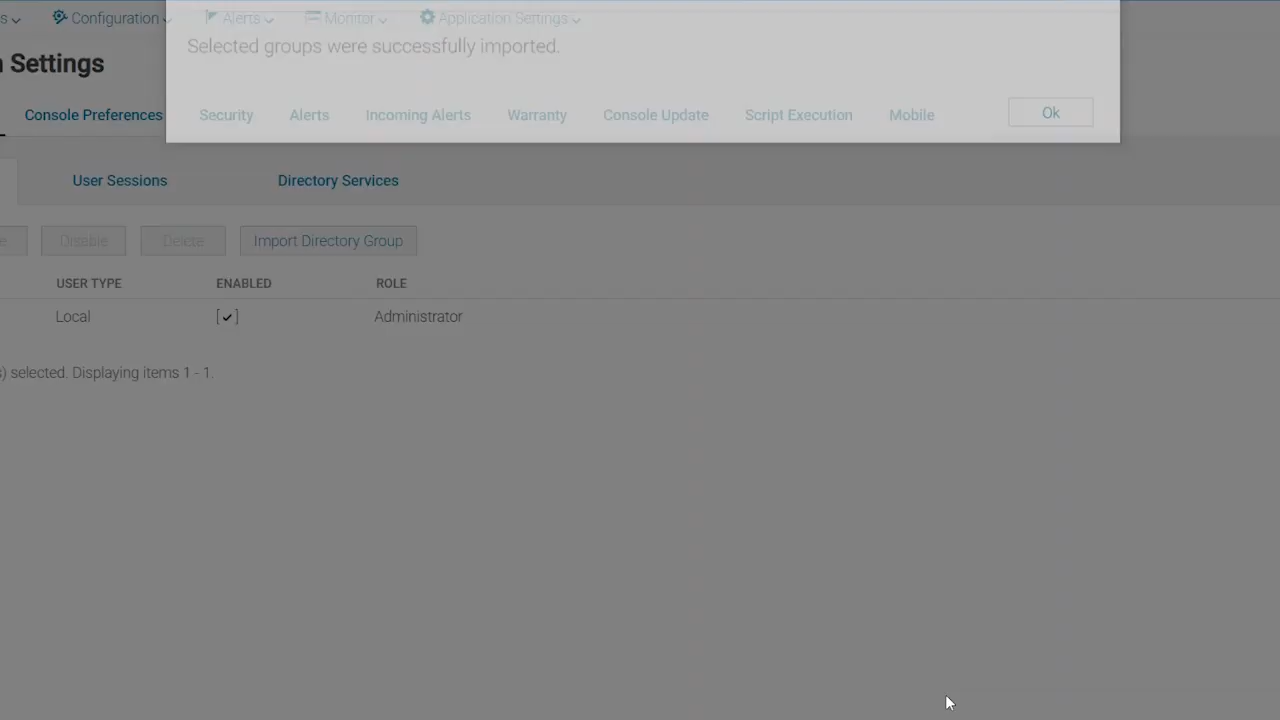 s Configuration Alerts Monitor Application Settings
Selected groups were successfully imported.
Settings
Console Preferences Security Alerts Incoming Alerts Warranty Console Update Script Execution Mobile Ok
User Sessions Directory Services
e Disable Delete Import Directory Group
USER TYPE ENABLED ROLE
Local [✔] Administrator
) selected. Displaying items 1 - 1.